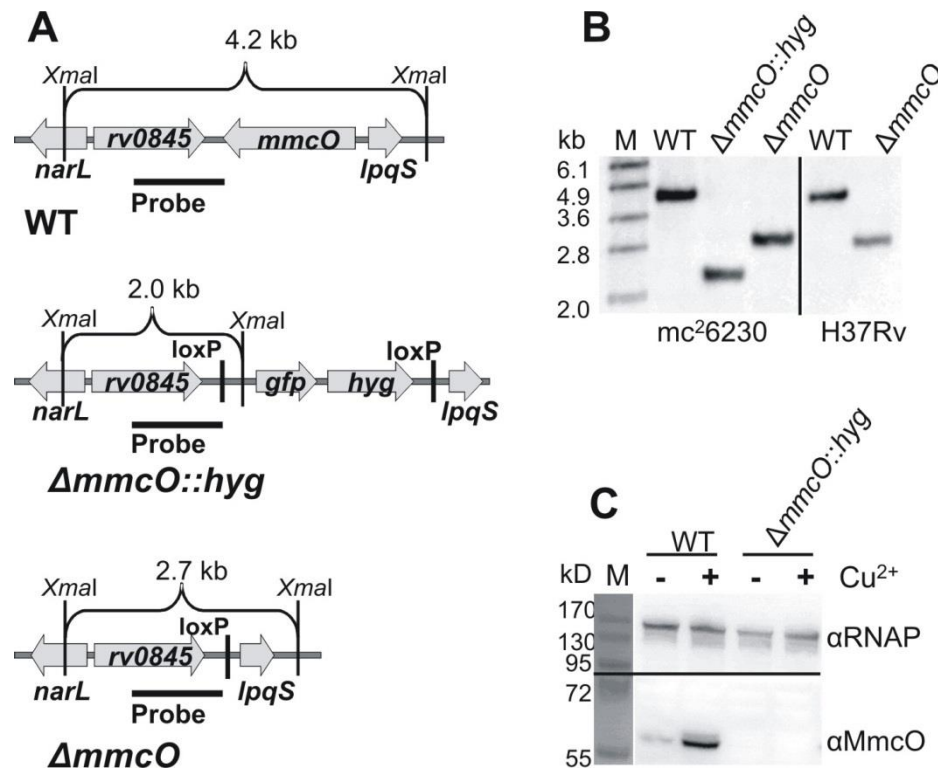 A
4.2 kb
XmaI XmaI
rv0845 mmcO
narL lpqS
Probe
WT
2.0 kb
XmaI XmaI
loxP loxP
rv0845 gfp hyg
narL lpqS
Probe
ΔmmcO::hyg
2.7 kb
XmaI XmaI
loxP
rv0845
narL lpqS
Probe
ΔmmcO
B
kb M WT ΔmmcO::hyg ΔmmcO WT ΔmmcO
6.1
4.9
3.6
2.8
2.0
mc²6230 H37Rv
C
WT ΔmmcO::hyg
kD M - + - + Cu²⁺
170
130
95
αRNAP
72
55
αMmcO